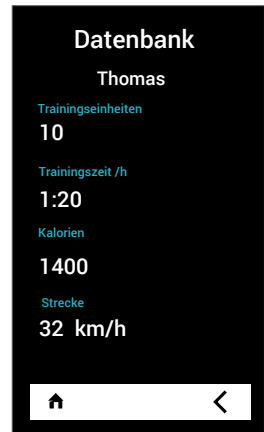 Datenbank
Thomas
Trainingseinheiten
10
Trainingszeit /h
1:20
Kalorien
1400
Strecke
32 km/h